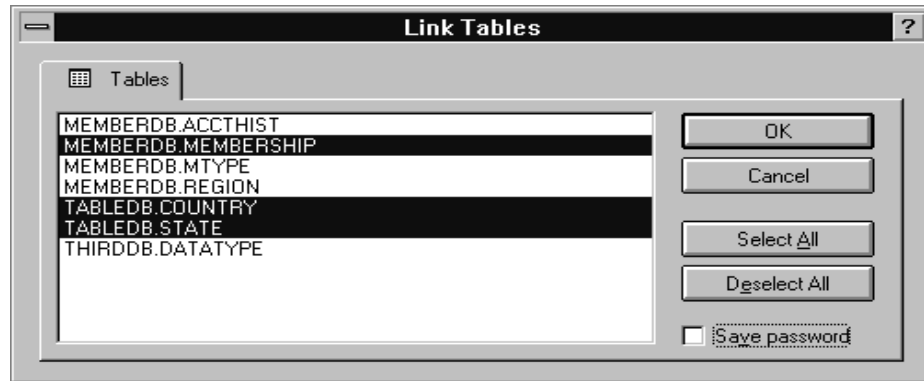 Link Tables
?
Tables
MEMBERDB.ACCTHIST
MEMBERDB.MEMBERSHIP
MEMBERDB.MTYPE
MEMBERDB.REGION
TABLEDB.COUNTRY
TABLEDB.STATE
THIRDDB.DATATYPE
OK
Cancel
Select All
Deselect All
Save password